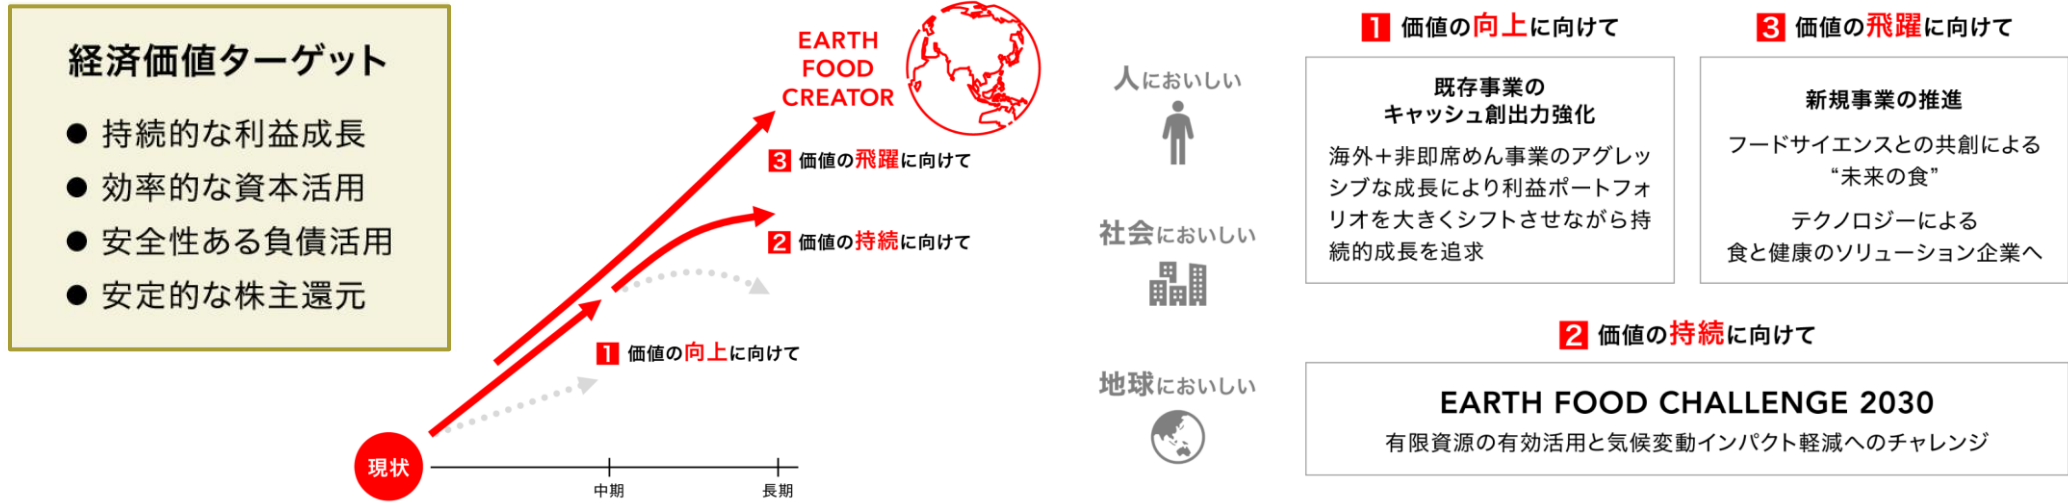 経済価値ターゲット
● 持続的な利益成長
● 効率的な資本活用
● 安全性ある負債活用
● 安定的な株主還元
EARTH
FOOD
CREATOR
3 価値の飛躍に向けて
2 価値の持続に向けて
1 価値の向上に向けて
現状
中期
長期
人においしい
社会においしい
地球においしい
1 価値の向上に向けて
既存事業の
キャッシュ創出力強化
海外＋非即席めん事業のアグレッ
シブな成長により利益ポートフォ
リオを大きくシフトさせながら持
続的成長を追求
3 価値の飛躍に向けて
新規事業の推進
フードサイエンスとの共創による
“未来の食”
テクノロジーによる
食と健康のソリューション企業へ
2 価値の持続に向けて
EARTH FOOD CHALLENGE 2030
有限資源の有効活用と気候変動インパクト軽減へのチャレンジ